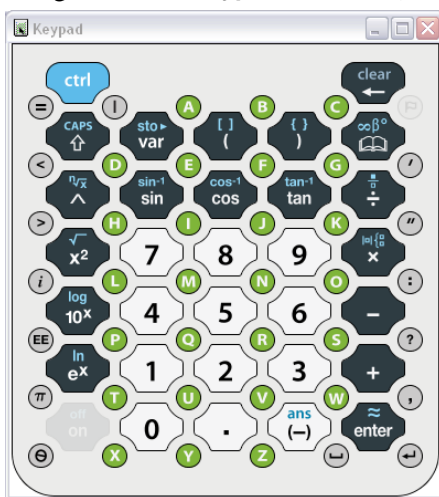 Keypad
ctrl clear
←
= | A B C
CAPS sto▸ [ ] { } ∞β°
⇧ var ( )
< D E F G ′
ⁿ√x sin-1 cos-1 tan-1
^ sin cos tan ÷
> H I J K "
√
x² 7 8 9 ×
i L M N O :
log
10ˣ 4 5 6 −
EE P Q R S ?
ln
eˣ 1 2 3 +
π T U V W ,
off ans ≈
on 0 . (−) enter
θ X Y Z ␣ ↵